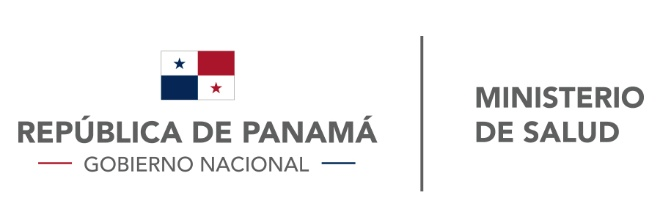 REPÚBLICA DE PANAMÁ
GOBIERNO NACIONAL
MINISTERIO
DE SALUD